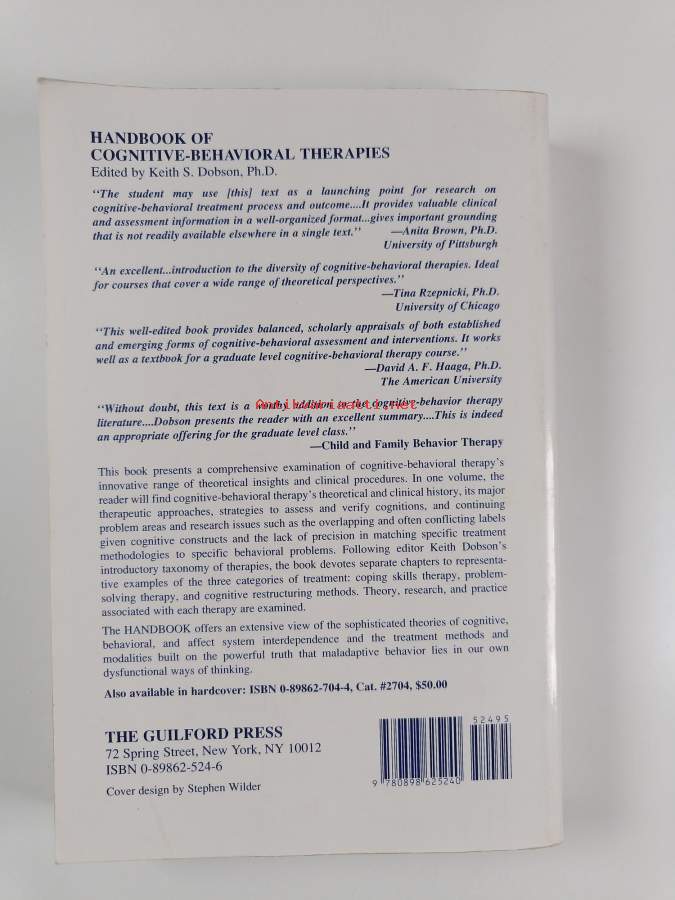 HANDBOOK OF
COGNITIVE-BEHAVIORAL THERAPIES
Edited by Keith S. Dobson, Ph.D.
“The student may use [this] text as a launching point for research on
cognitive-behavioral treatment process and outcome....It provides valuable clinical
and assessment information in a well-organized format...gives important grounding
that is not readily available elsewhere in a single text.” —Anita Brown, Ph.D.
University of Pittsburgh
“An excellent...introduction to the diversity of cognitive-behavioral therapies. Ideal
for courses that cover a wide range of theoretical perspectives.”
—Tina Rzepnicki, Ph.D.
University of Chicago
“This well-edited book provides balanced, scholarly appraisals of both established
and emerging forms of cognitive-behavioral assessment and interventions. It works
well as a textbook for a graduate level cognitive-behavioral therapy course.”
—David A. F. Haaga, Ph.D.
The American University
“Without doubt, this text is a worthy addition to the cognitive-behavior therapy
Antikvariaatti.net
literature....Dobson presents the reader with an excellent summary....This is indeed
an appropriate offering for the graduate level class.”
—Child and Family Behavior Therapy
This book presents a comprehensive examination of cognitive-behavioral therapy's
innovative range of theoretical insights and clinical procedures. In one volume, the
reader will find cognitive-behavioral therapy's theoretical and clinical history, its major
therapeutic approaches, strategies to assess and verify cognitions, and continuing
problem areas and research issues such as the overlapping and often conflicting labels
given cognitive constructs and the lack of precision in matching specific treatment
methodologies to specific behavioral problems. Following editor Keith Dobson's
introductory taxonomy of therapies, the book devotes separate chapters to representa-
tive examples of the three categories of treatment: coping skills therapy, problem-
solving therapy, and cognitive restructuring methods. Theory, research, and practice
associated with each therapy are examined.
The HANDBOOK offers an extensive view of the sophisticated theories of cognitive,
behavioral, and affect system interdependence and the treatment methods and
modalities built on the powerful truth that maladaptive behavior lies in our own
dysfunctional ways of thinking.
Also available in hardcover: ISBN 0-89862-704-4, Cat. #2704, $50.00
THE GUILFORD PRESS
72 Spring Street, New York, NY 10012
ISBN 0-89862-524-6
Cover design by Stephen Wilder
52495
9 780898 625240